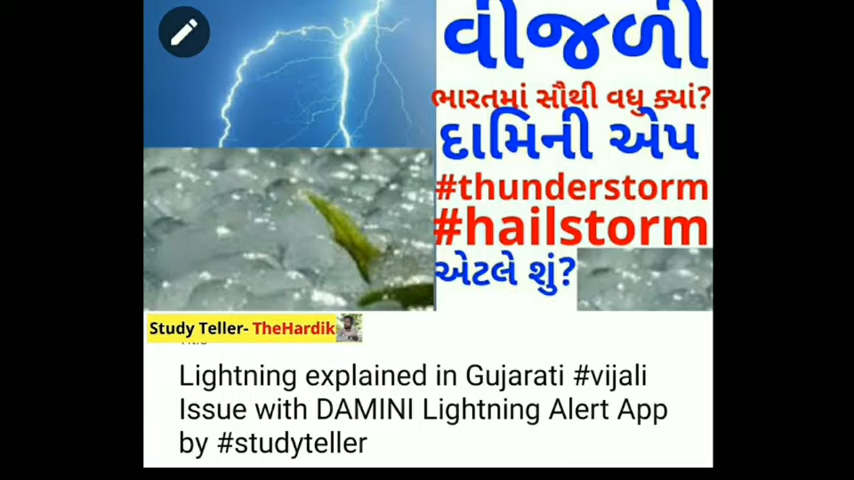 વીજળી
ભારતમાં સૌથી વધુ ક્યાં?
દામિની એપ
#thunderstorm
#hailstorm
એટલે શું?
Study Teller- TheHardik
Lightning explained in Gujarati #vijali
Issue with DAMINI Lightning Alert App
by #studyteller